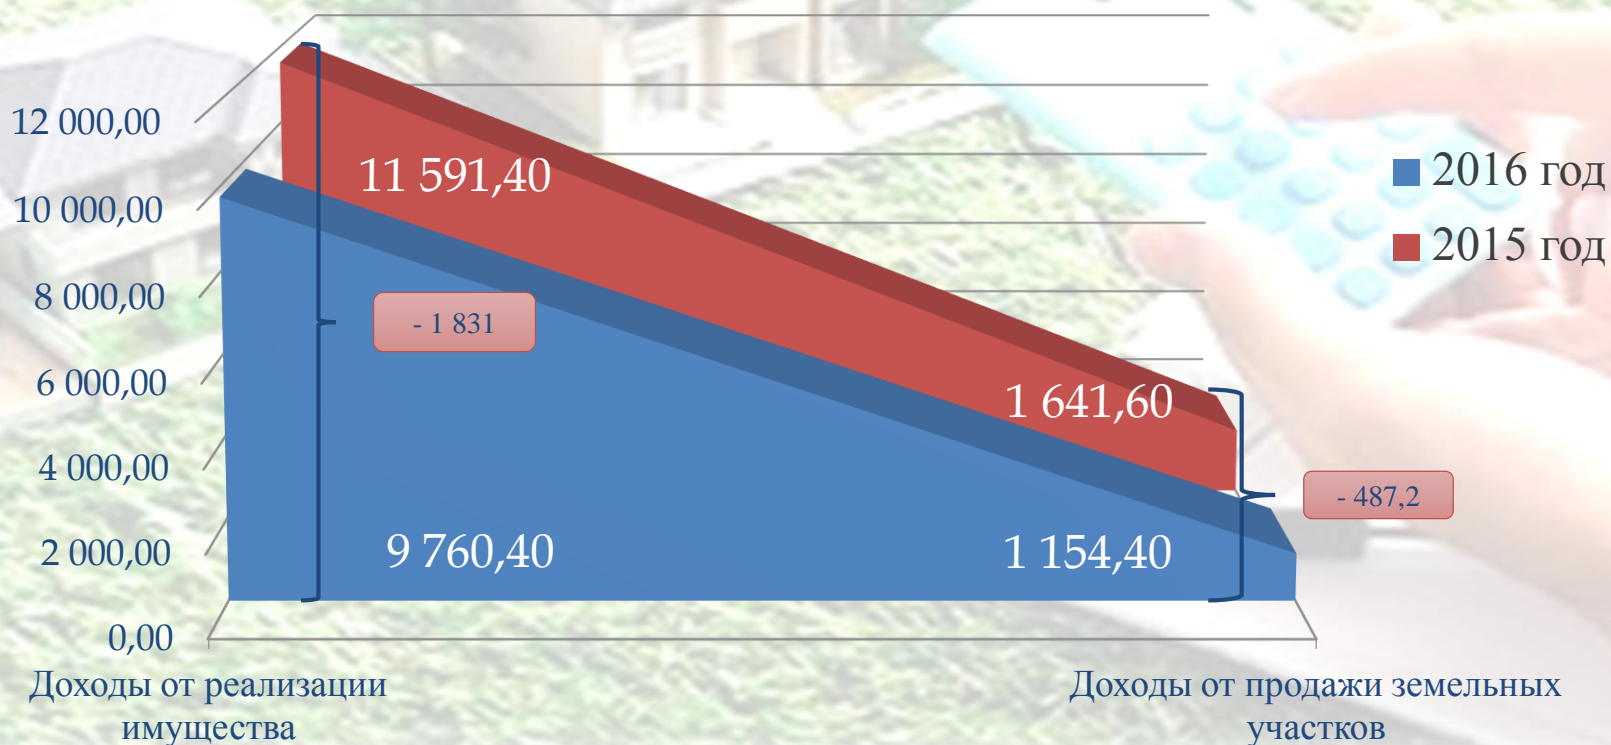 12 000,00
10 000,00
8 000,00
6 000,00
4 000,00
2 000,00
0,00
11 591,40
- 1 831
1 641,60
- 487,2
9 760,40
1 154,40
2016 год
2015 год
Доходы от реализации
имущества
Доходы от продажи земельных
участков